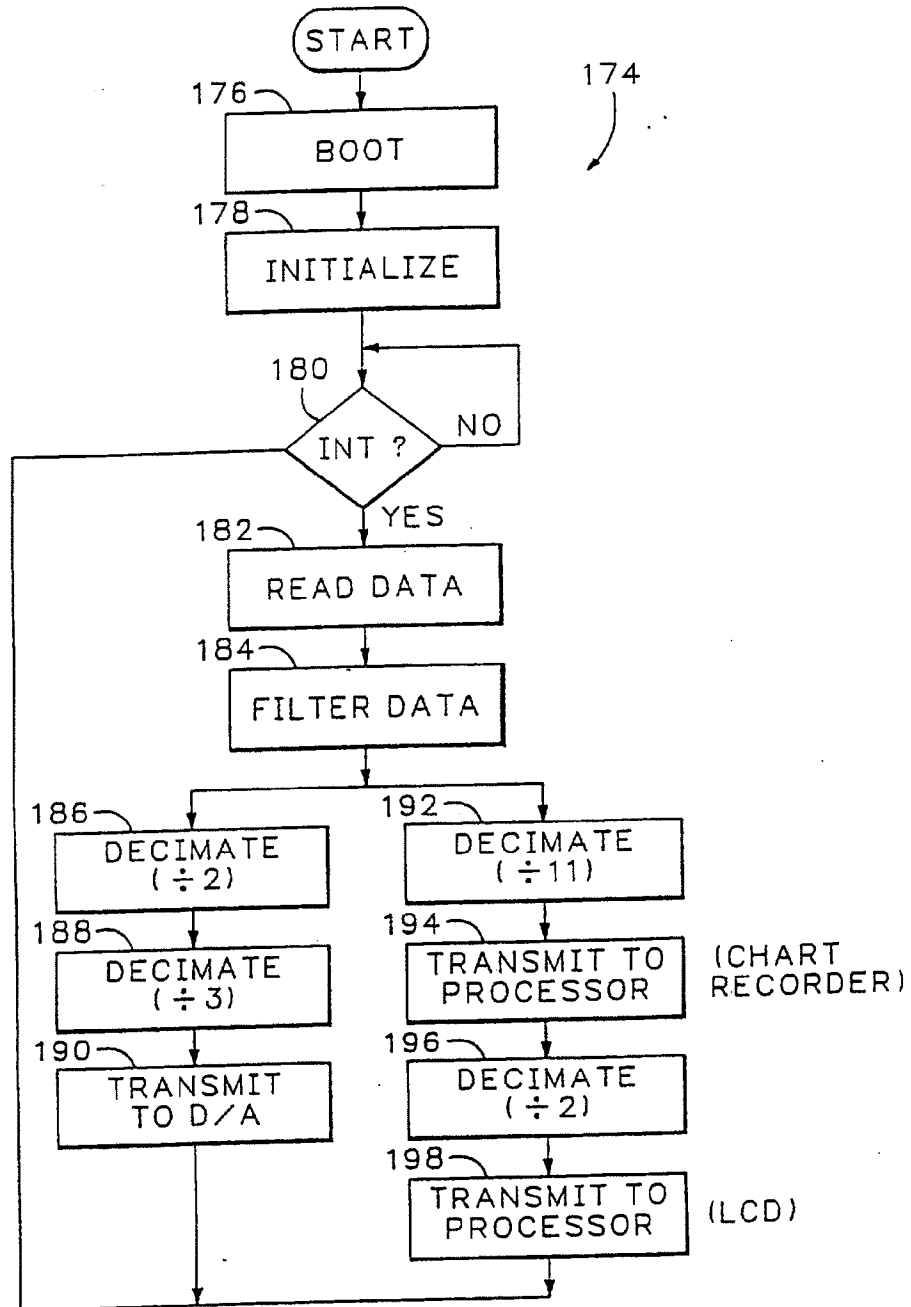 START
174
176
BOOT
178
INITIALIZE
180
INT ?
NO
YES
182
READ DATA
184
FILTER DATA
186
DECIMATE
(÷2)
188
DECIMATE
(÷3)
190
TRANSMIT
TO D/A
192
DECIMATE
(÷11)
194
TRANSMIT TO
PROCESSOR
(CHART
RECORDER)
196
DECIMATE
(÷2)
198
TRANSMIT TO
PROCESSOR
(LCD)